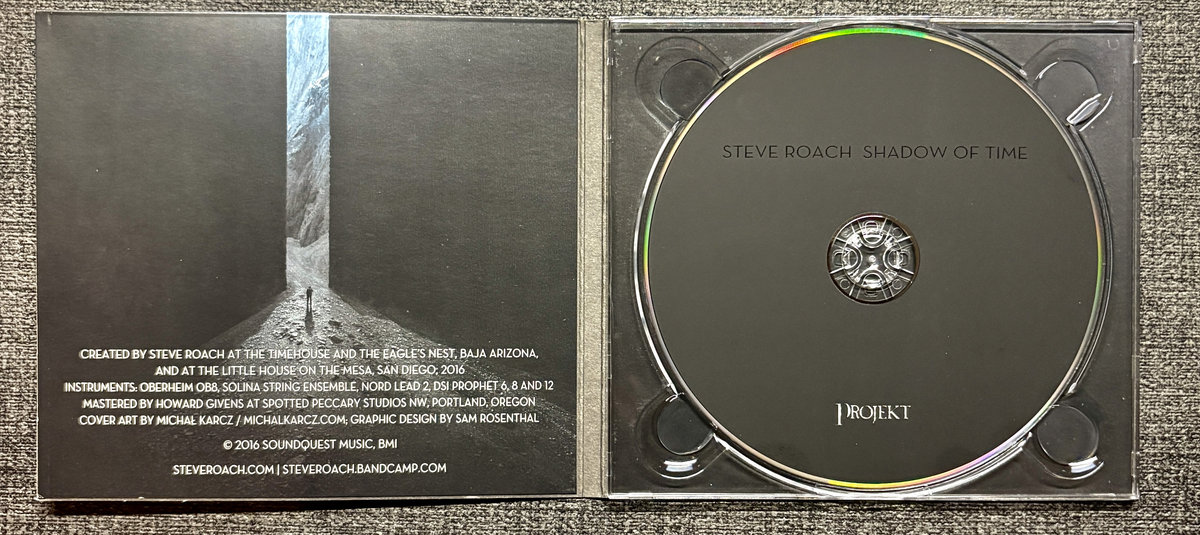 CREATED BY STEVE ROACH AT THE TIMEHOUSE AND THE EAGLE'S NEST, BAJA ARIZONA,
AND AT THE LITTLE HOUSE ON THE MESA, SAN DIEGO; 2016
INSTRUMENTS: OBERHEIM OB8, SOLINA STRING ENSEMBLE, NORD LEAD 2, DSI PROPHET 6, 8 AND 12
MASTERED BY HOWARD GIVENS AT SPOTTED PECCARY STUDIOS NW, PORTLAND, OREGON
COVER ART BY MICHAŁ KARCZ / MICHALKARCZ.COM; GRAPHIC DESIGN BY SAM ROSENTHAL
© 2016 SOUNDQUEST MUSIC, BMI
STEVEROACH.COM | STEVEROACH.BANDCAMP.COM
STEVE ROACH SHADOW OF TIME
PROJEKT